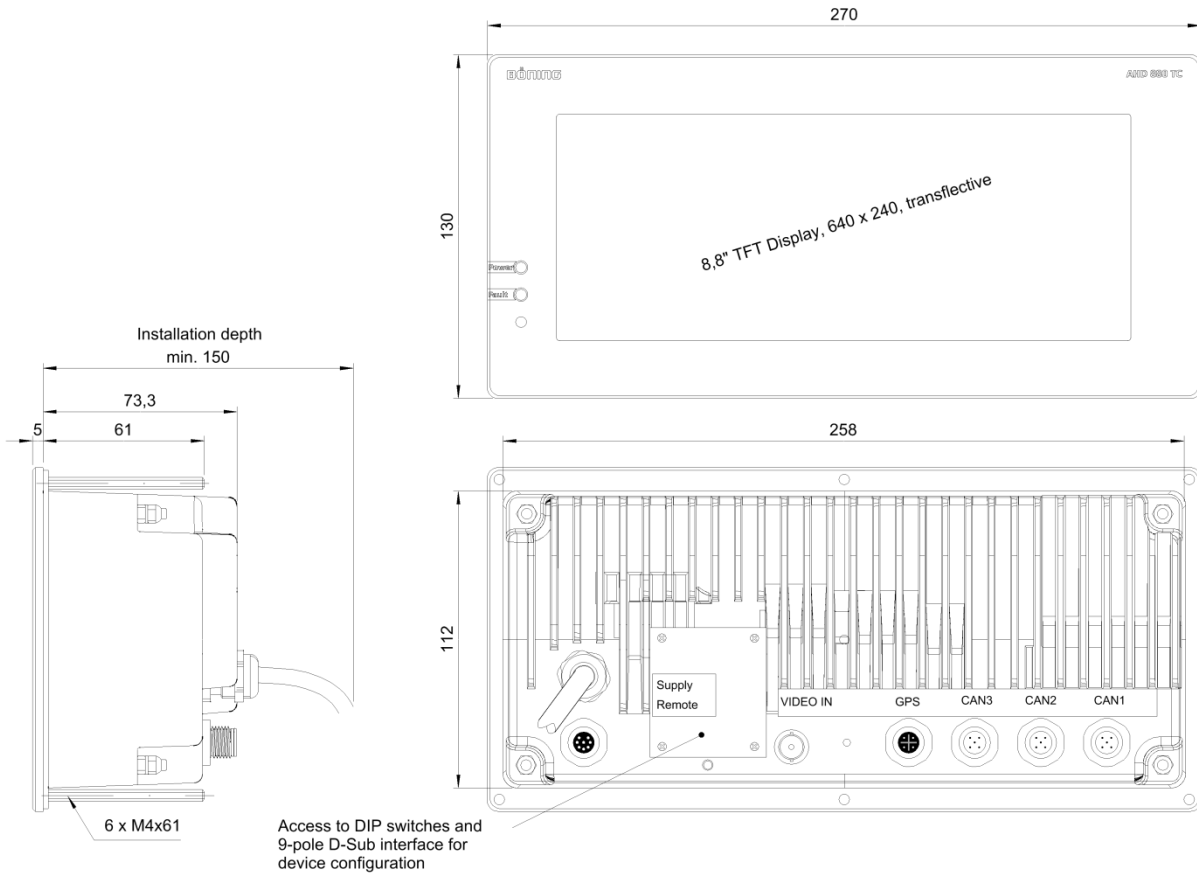 270
BÖNING
AHD 880 TC
130
8,8" TFT Display, 640 x 240, transflective
Power
Fault
Installation depth
min. 150
73,3
5
61
258
112
Supply
Remote
VIDEO IN
GPS
CAN3
CAN2
CAN1
6 x M4x61
Access to DIP switches and
9-pole D-Sub interface for
device configuration